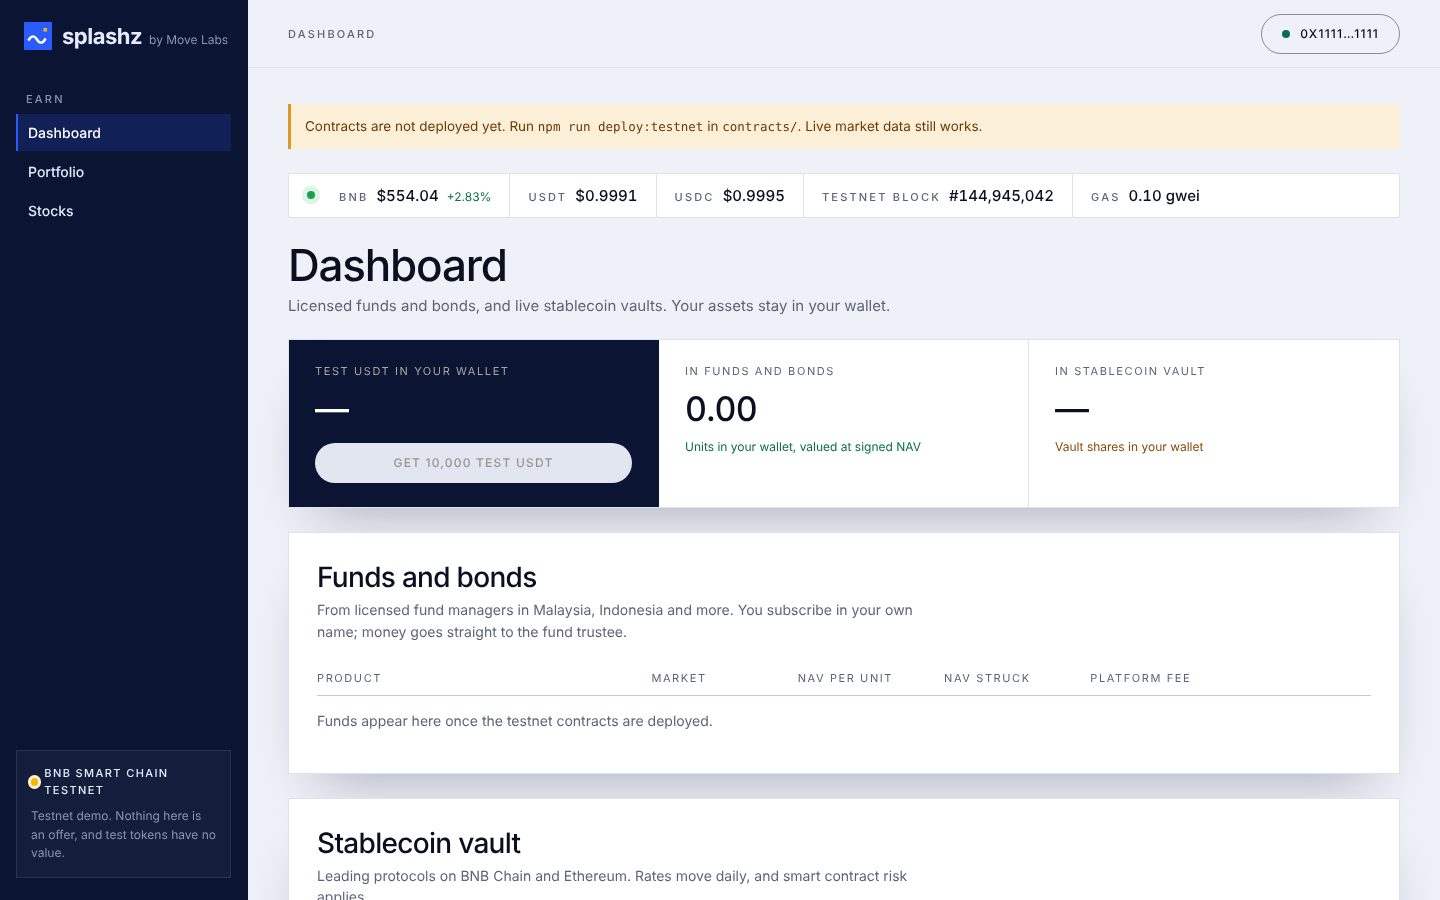 splashz by Move Labs
DASHBOARD
0X1111...1111
EARN
Dashboard
Portfolio
Stocks
Contracts are not deployed yet. Run npm run deploy:testnet in contracts/. Live market data still works.
BNB $554.04 +2.83% USDT $0.9991 USDC $0.9995 TESTNET BLOCK #144,945,042 GAS 0.10 gwei
Dashboard
Licensed funds and bonds, and live stablecoin vaults. Your assets stay in your wallet.
TEST USDT IN YOUR WALLET
—
GET 10,000 TEST USDT
IN FUNDS AND BONDS
0.00
Units in your wallet, valued at signed NAV
IN STABLECOIN VAULT
—
Vault shares in your wallet
Funds and bonds
From licensed fund managers in Malaysia, Indonesia and more. You subscribe in your own
name; money goes straight to the fund trustee.
PRODUCT MARKET NAV PER UNIT NAV STRUCK PLATFORM FEE
Funds appear here once the testnet contracts are deployed.
Stablecoin vault
Leading protocols on BNB Chain and Ethereum. Rates move daily, and smart contract risk
applies.
BNB SMART CHAIN
TESTNET
Testnet demo. Nothing here is
an offer, and test tokens have no
value.